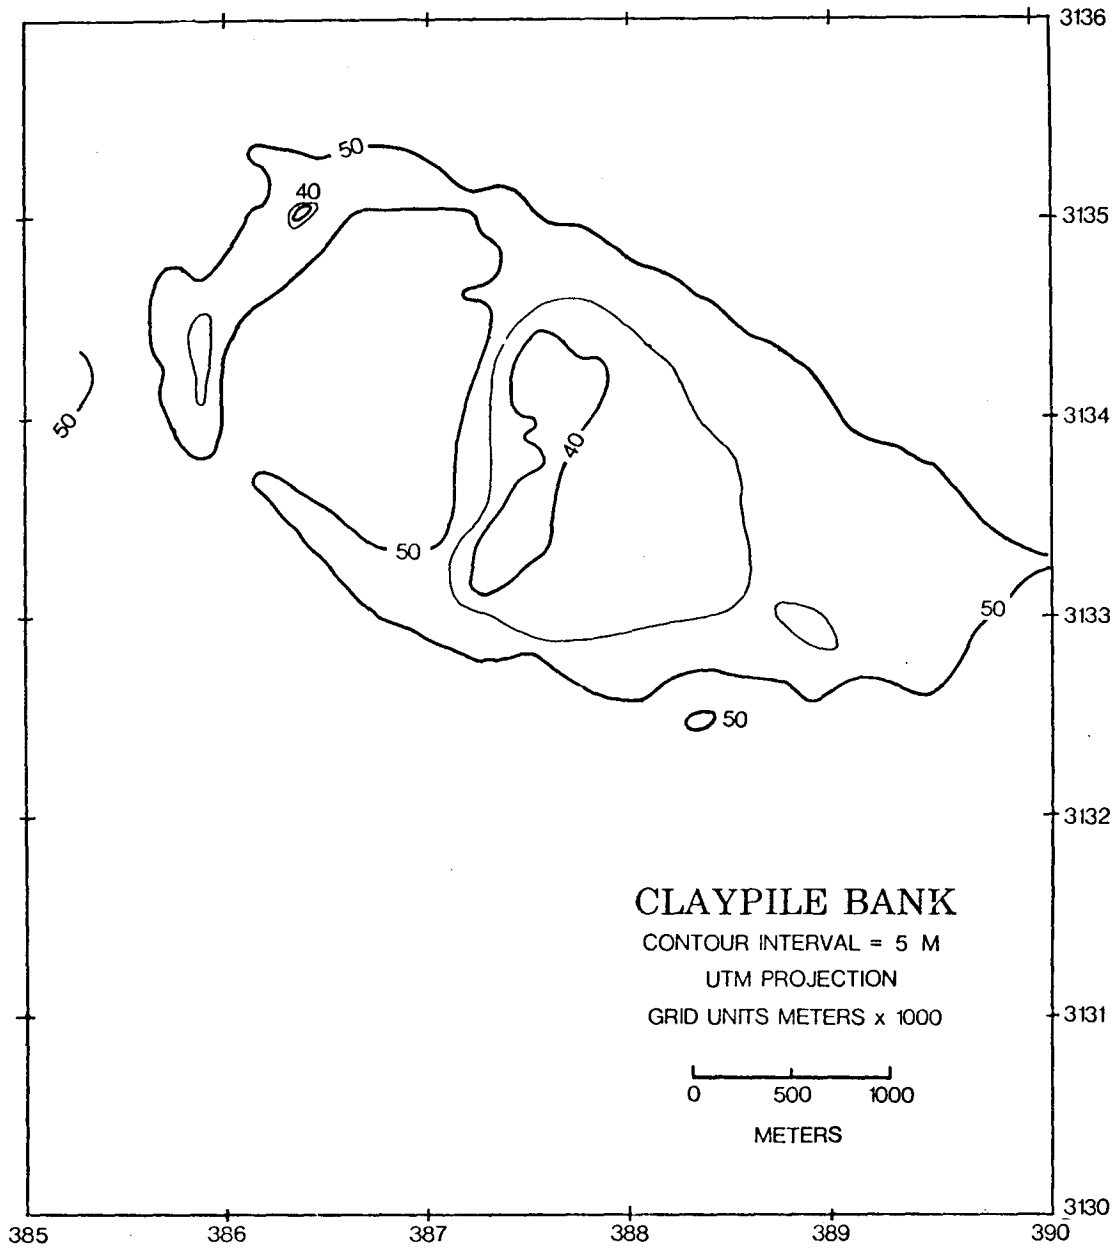 3136
50
40
3135
50
3134
40
50
50
3133
50
3132
CLAYPILE BANK
CONTOUR INTERVAL = 5 M
UTM PROJECTION
GRID UNITS METERS x 1000
3131
0 500 1000
METERS
3130
385 386 387 388 389 390